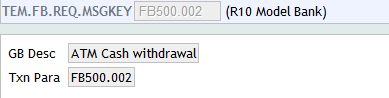 TEM.FB.REQ.MSGKEY FB500.002 (R10 Model Bank)
GB Desc ATM Cash withdrawal
Txn Para FB500.002